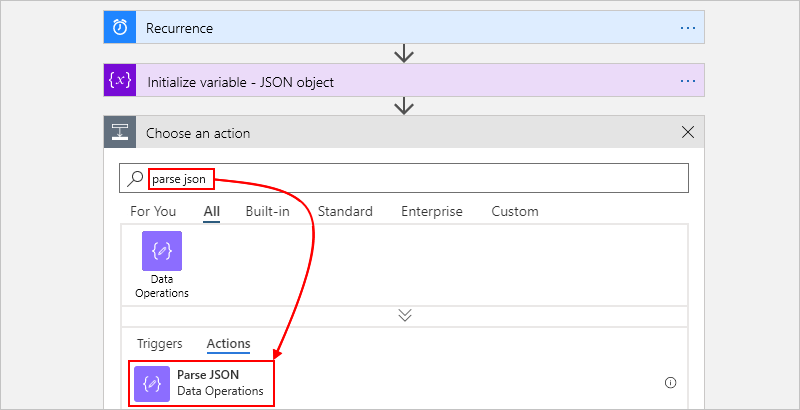 Recurrence
Initialize variable - JSON object
Choose an action
parse json
For You All Built-in Standard Enterprise Custom
Data
Operations
Triggers Actions
Parse JSON
Data Operations